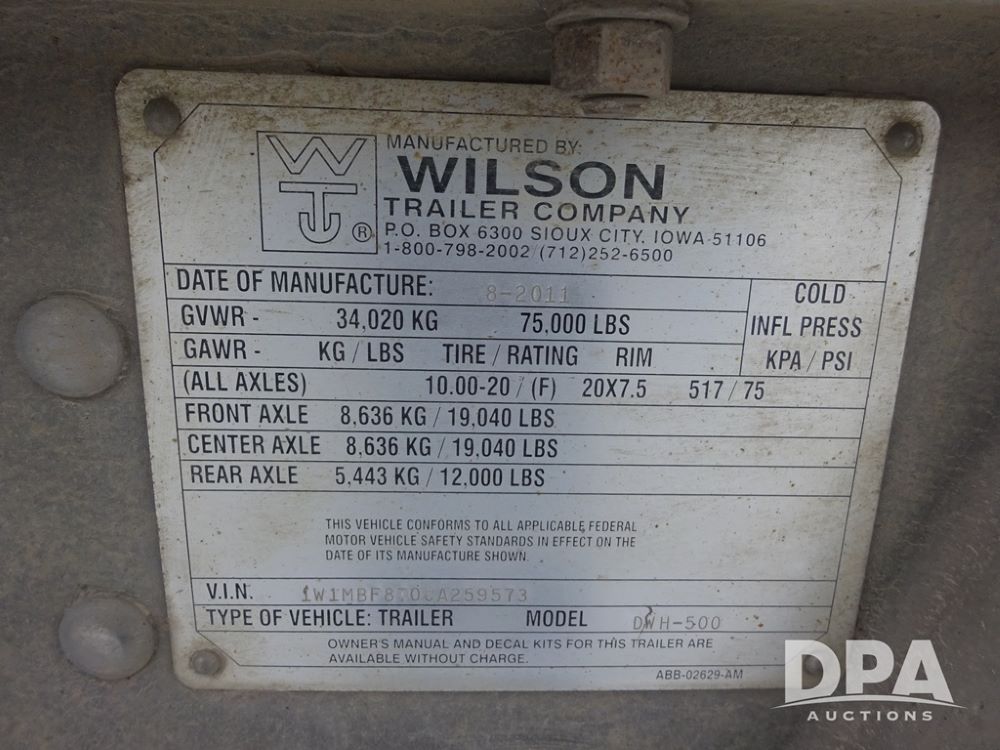 MANUFACTURED BY:
WILSON
TRAILER COMPANY
P.O. BOX 6300 SIOUX CITY, IOWA 51106
1-800-798-2002/(712)252-6500
WTJ ®
DATE OF MANUFACTURE: 8-2011
GVWR - 34,020 KG 75,000 LBS
COLD
INFL PRESS
KPA / PSI
GAWR - KG / LBS TIRE / RATING RIM
(ALL AXLES) 10.00-20 / (F) 20X7.5 517 / 75
FRONT AXLE 8,636 KG / 19,040 LBS
CENTER AXLE 8,636 KG / 19,040 LBS
REAR AXLE 5,443 KG / 12,000 LBS
THIS VEHICLE CONFORMS TO ALL APPLICABLE FEDERAL
MOTOR VEHICLE SAFETY STANDARDS IN EFFECT ON THE
DATE OF ITS MANUFACTURE SHOWN.
V.I.N.
TYPE OF VEHICLE: TRAILER MODEL DWH-500
OWNER'S MANUAL AND DECAL KITS FOR THIS TRAILER ARE
AVAILABLE WITHOUT CHARGE.
ABB-02629-AM
DPA
AUCTIONS